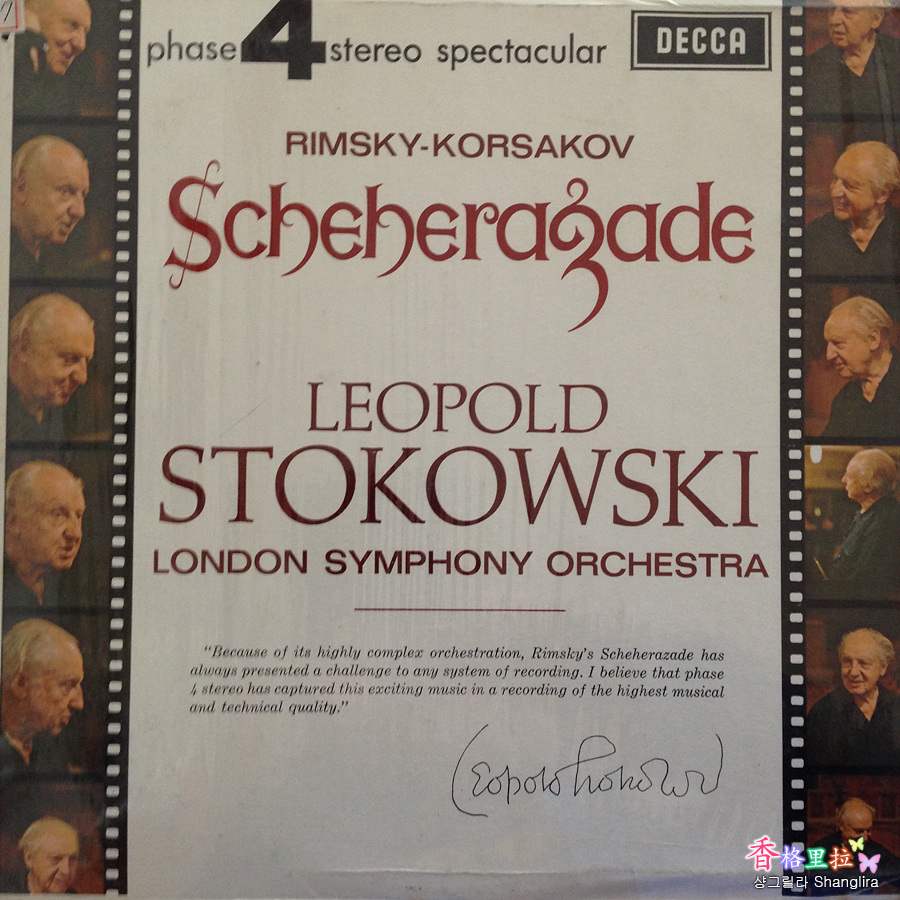 phase 4 stereo spectacular
DECCA
RIMSKY-KORSAKOV
Scheherazade
LEOPOLD
STOKOWSKI
LONDON SYMPHONY ORCHESTRA
"Because of its highly complex orchestration, Rimsky's Scheherazade has
always presented a challenge to any system of recording. I believe that phase
4 stereo has captured this exciting music in a recording of the highest musical
and technical quality."
Leopold Stokowski
香格里拉
샹그릴라 Shanglira